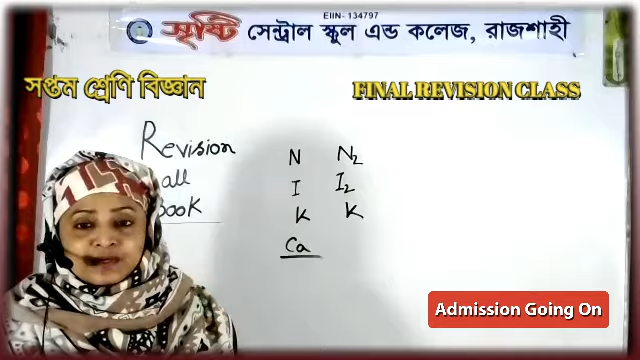 EIIN- 134797
সৃষ্টি সেন্ট্রাল স্কুল এন্ড কলেজ, রাজশাহী
সপ্তম শ্রেণি বিজ্ঞান
FINAL REVISION CLASS
Revision
all
book
N N₂
I I₂
K K
Ca
Admission Going On